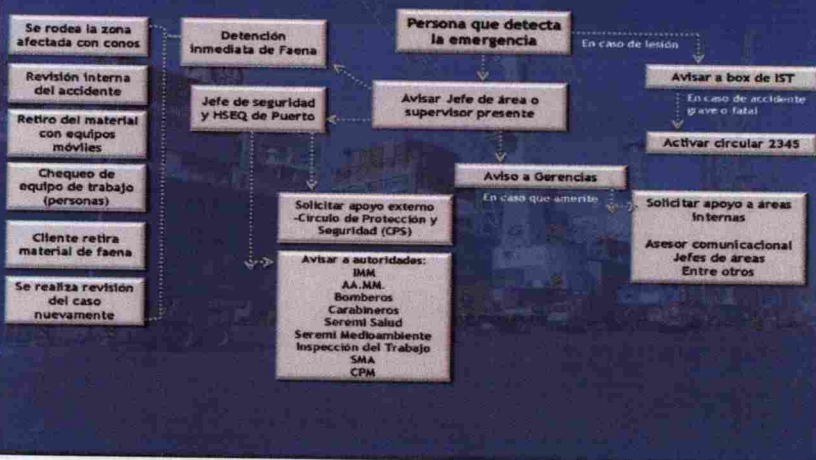 Persona que detecta
la emergencia
En caso de lesión
Avisar a box de IST
En caso de accidente
grave o fatal
Activar circular 2345
Avisar Jefe de área o
supervisor presente
Detención
inmediata de Faena
Se rodea la zona
afectada con conos
Revisión interna
del accidente
Retiro del material
con equipos
móviles
Chequeo de
equipo de trabajo
(personas)
Cliente retira
material de faena
Se realiza revisión
del caso
nuevamente
Jefe de seguridad
y HSEQ de Puerto
Solicitar apoyo externo
-Circulo de Protección y
Seguridad (CPS)
Avisar a autoridades:
IMM
AA.MM.
Bomberos
Carabineros
Seremi Salud
Seremi Medioambiente
Inspección del Trabajo
SMA
CPM
Aviso a Gerencias
En caso que amerite
Solicitar apoyo a áreas
internas
Asesor comunicacional
Jefes de áreas
Entre otros